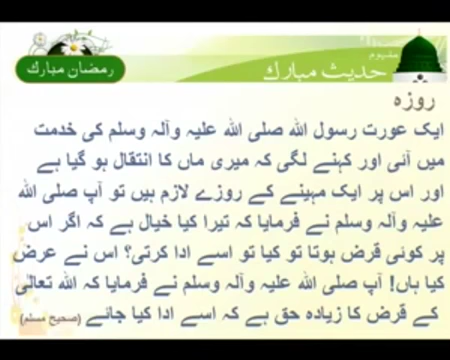 مفہوم
حدیث مبارک
رمضان مبارک
روزہ
ایک عورت رسول اللہ صلی اللہ علیہ وآلہ وسلم کی خدمت
میں آئی اور کہنے لگی کہ میری ماں کا انتقال ہو گیا ہے
اور اس پر ایک مہینے کے روزے لازم ہیں تو آپ صلی اللہ
علیہ وآلہ وسلم نے فرمایا کہ تیرا کیا خیال ہے کہ اگر اس
پر کوئی قرض ہوتا تو کیا تو اسے ادا کرتی؟ اس نے عرض
کیا ہاں! آپ صلی اللہ علیہ وآلہ وسلم نے فرمایا کہ اللہ تعالیٰ
کے قرض کا زیادہ حق ہے کہ اسے ادا کیا جائے (صحیح مسلم)